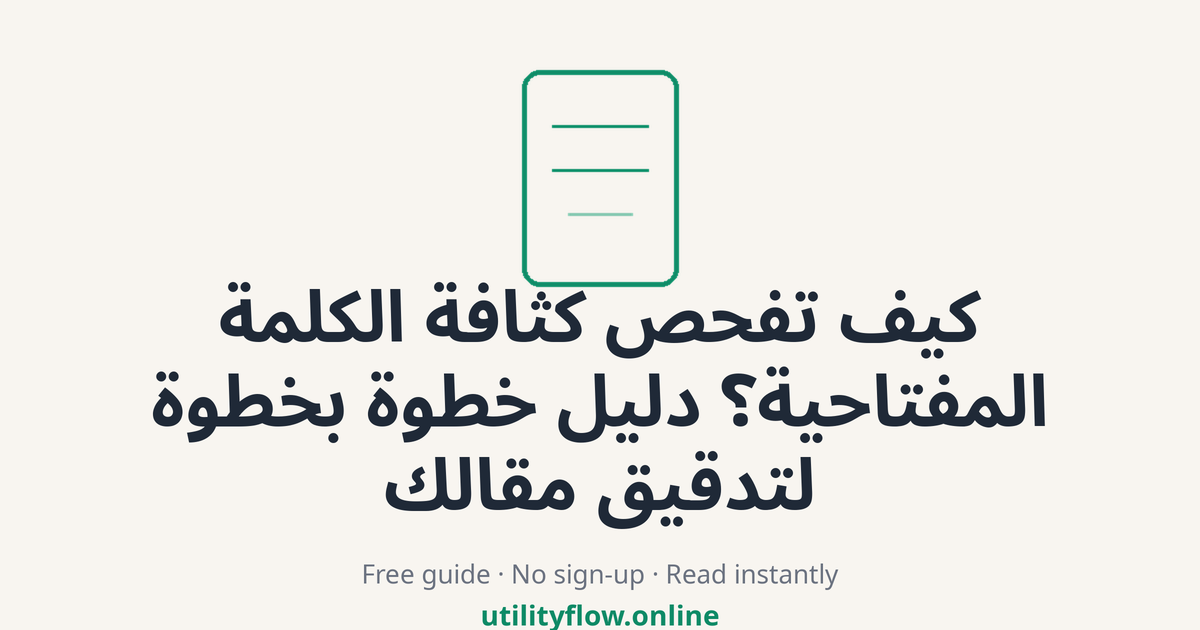 كيف تفحص كثافة الكلمة
المفتاحية؟ دليل خطوة بخطوة
لتدقيق مقالك
Free guide · No sign-up · Read instantly
utilityflow.online